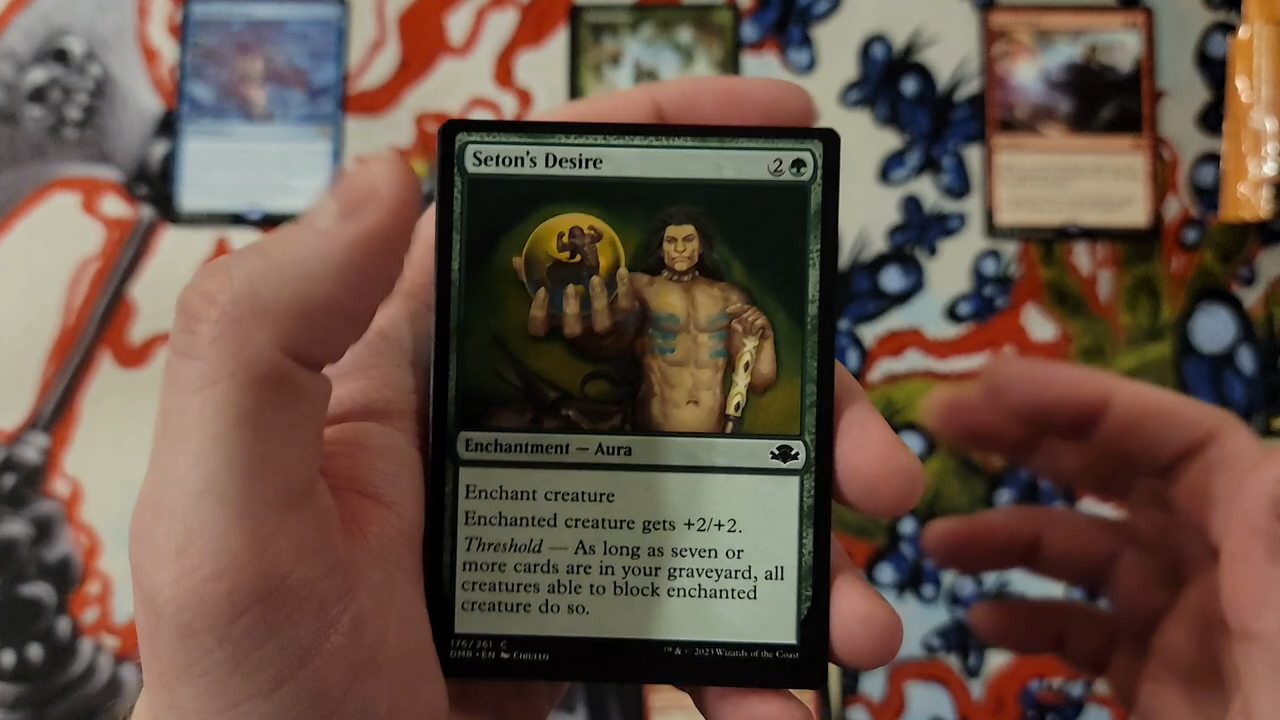 Seton's Desire 2
Enchantment — Aura
Enchant creature
Enchanted creature gets +2/+2.
Threshold — As long as seven or
more cards are in your graveyard, all
creatures able to block enchanted
creature do so.
176/261 C
DMR • EN Ciruelo
™ & © 2023 Wizards of the Coast